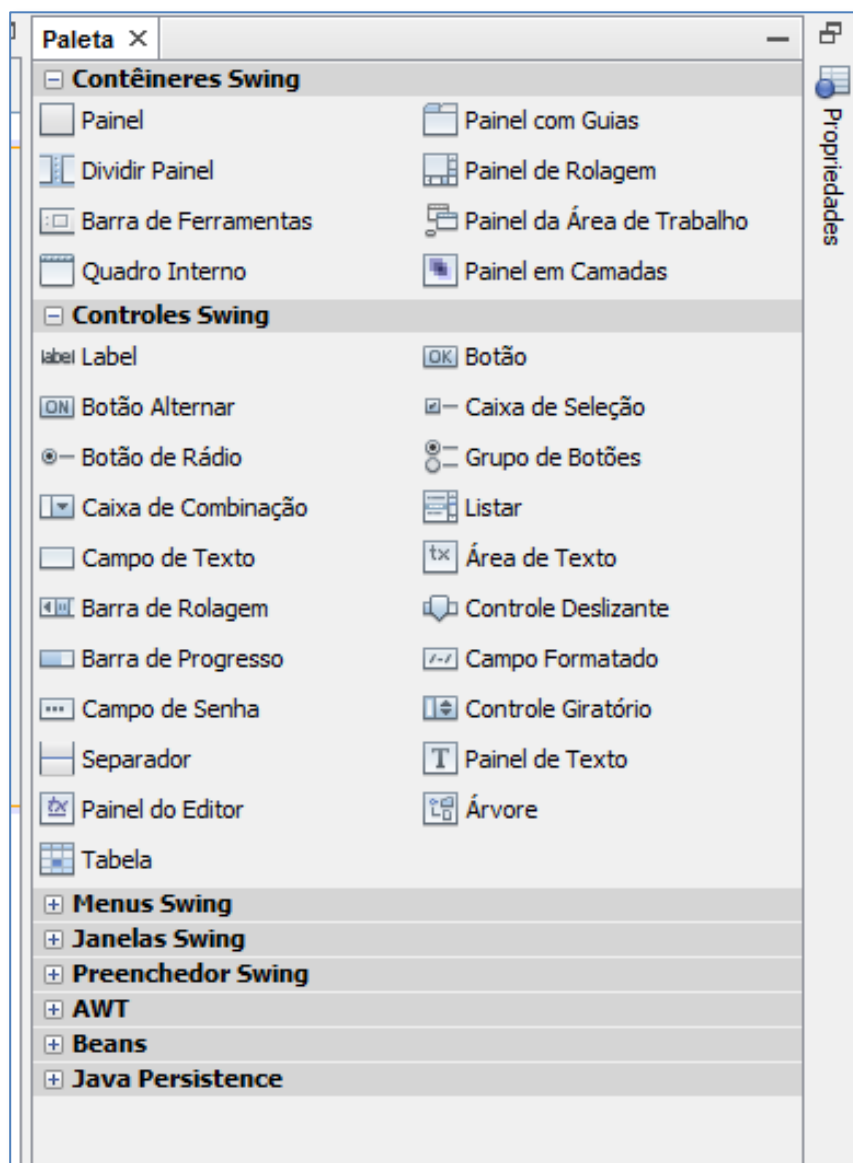 Paleta
Propriedades
Contêineres Swing
Painel
Painel com Guias
Dividir Painel
Painel de Rolagem
Barra de Ferramentas
Painel da Área de Trabalho
Quadro Interno
Painel em Camadas
Controles Swing
label Label
OK Botão
ON Botão Alternar
Caixa de Seleção
Botão de Rádio
Grupo de Botões
Caixa de Combinação
Listar
Campo de Texto
tx Área de Texto
Barra de Rolagem
Controle Deslizante
Barra de Progresso
Campo Formatado
Campo de Senha
Controle Giratório
Separador
T Painel de Texto
tx Painel do Editor
Árvore
Tabela
Menus Swing
Janelas Swing
Preenchedor Swing
AWT
Beans
Java Persistence